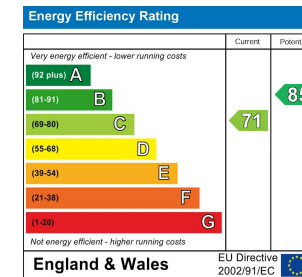 Energy Efficiency Rating
Current
Very energy efficient - lower running costs
(92 plus) A
(81-91) B
(69-80) C
71
(55-68) D
(39-54) E
(21-38) F
(1-20) G
Not energy efficient - higher running costs
England & Wales
EU Directive
2002/91/EC